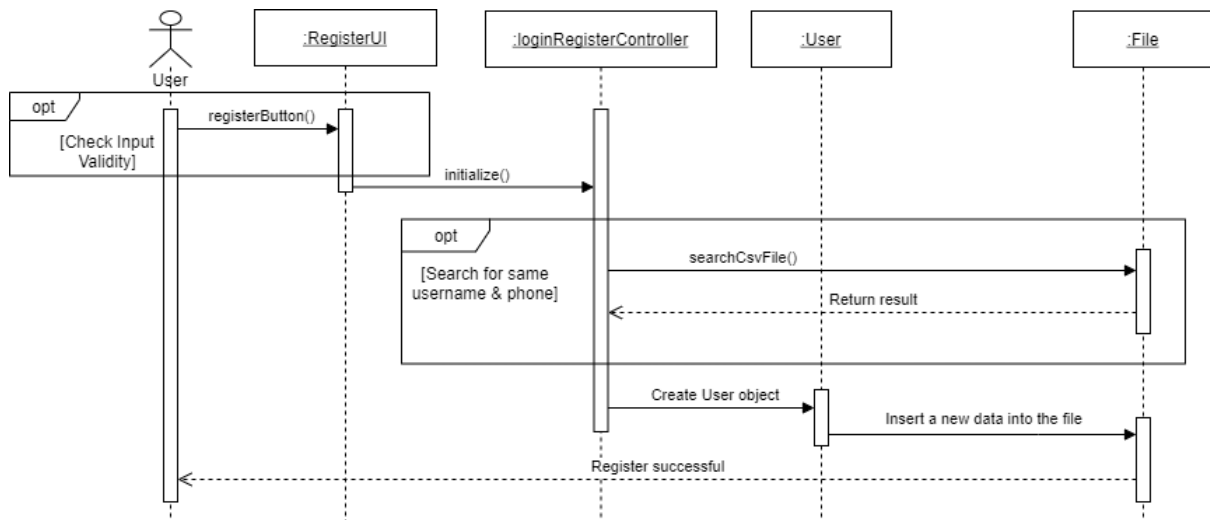 :RegisterUI
:loginRegisterController
:User
:File
User
opt
registerButton()
[Check Input
Validity]
initialize()
opt
searchCsvFile()
[Search for same
username & phone]
Return result
Create User object
Insert a new data into the file
Register successful